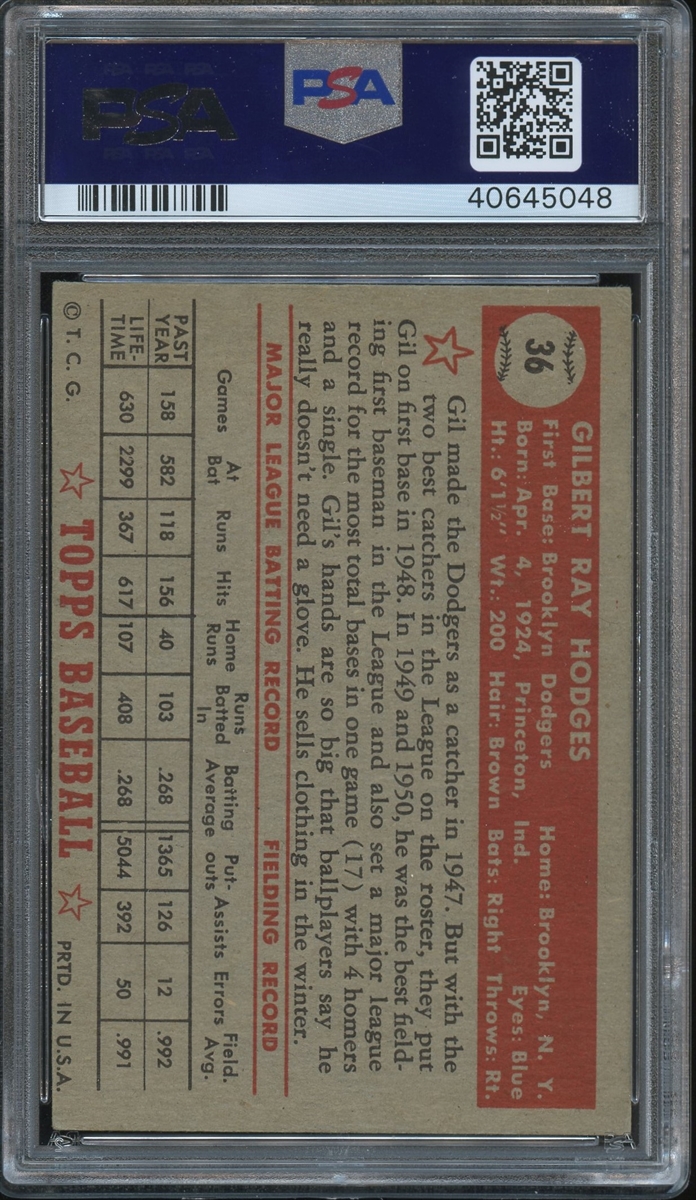 PSA
PSA
40645048
36
GILBERT RAY HODGES
First Base: Brooklyn Dodgers Home: Brooklyn, N. Y.
Born: Apr. 4, 1924, Princeton, Ind. Eyes: Blue
Ht.: 6'1½" Wt.: 200 Hair: Brown Bats: Right Throws: Rt.
Gil made the Dodgers as a catcher in 1947. But with the
two best catchers in the League on the roster, they put
Gil on first base in 1948. In 1949 and 1950, he was the best field-
ing first baseman in the League and also set a major league
record for the most total bases in one game (17) with 4 homers
and a single. Gil's hands are so big that ballplayers say he
really doesn't need a glove. He sells clothing in the winter.
MAJOR LEAGUE BATTING RECORD FIELDING RECORD
Games At Bat Runs Hits Home Runs Runs Batted In Batting Average Put-outs Assists Errors Field. Avg.
PAST YEAR 158 582 118 156 40 103 .268 1365 126 12 .992
LIFE-TIME 630 2299 367 617 107 408 .268 5044 392 50 .991
© T. C. G. TOPPS BASEBALL PRTD. IN U.S.A.